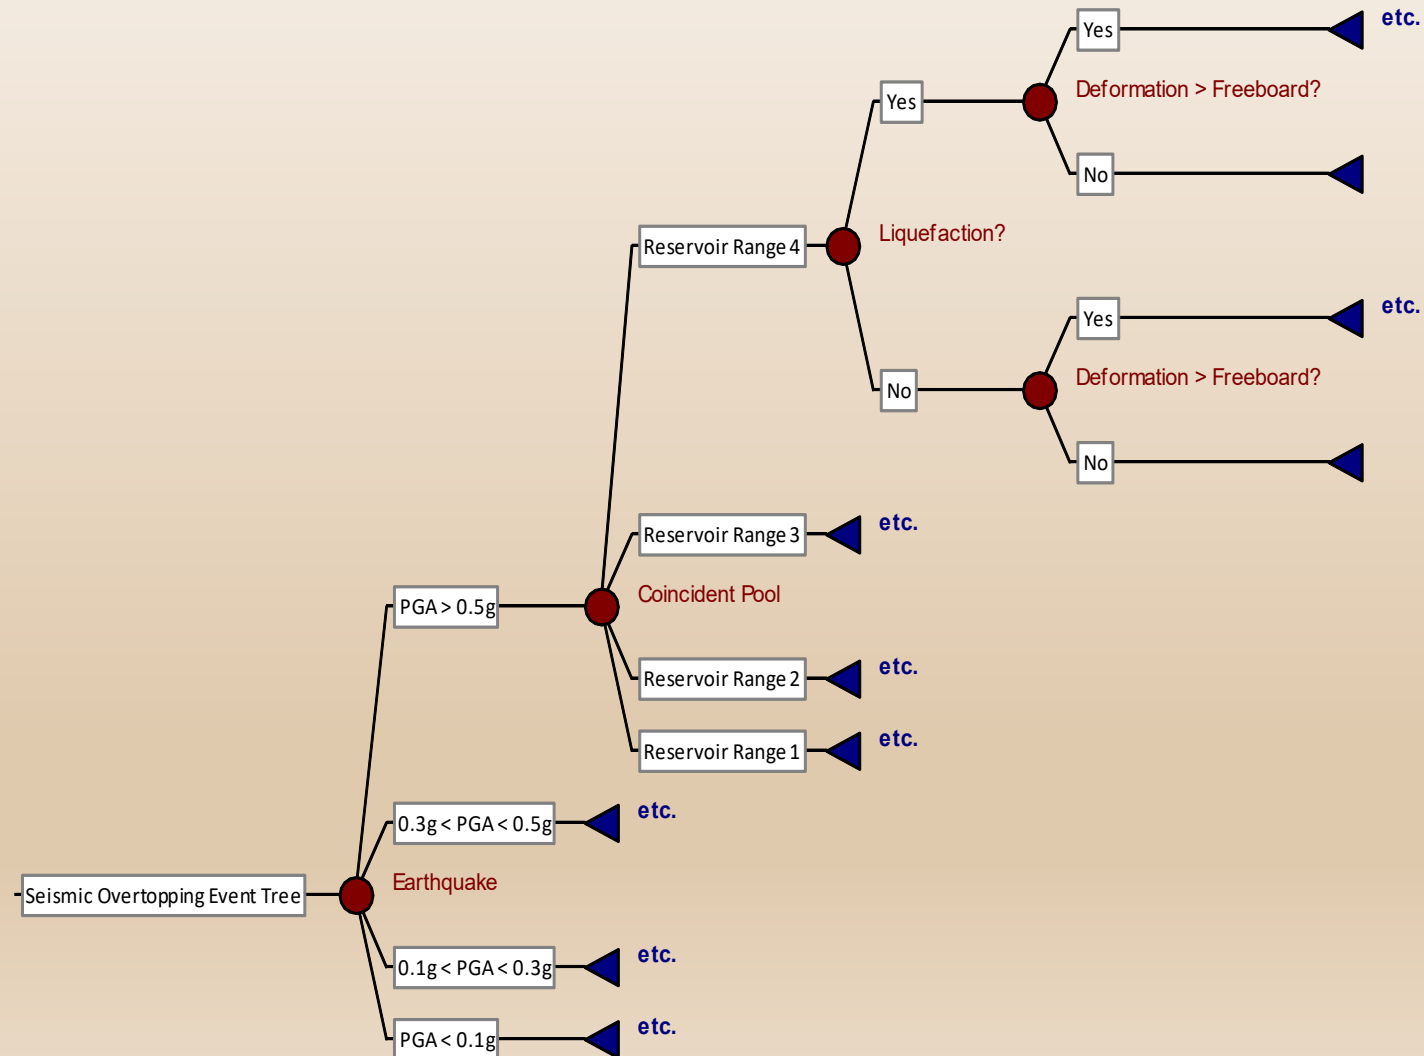 etc.
Yes
Deformation > Freeboard?
Yes
No
Reservoir Range 4
Liquefaction?
etc.
Yes
Deformation > Freeboard?
No
No
etc.
Reservoir Range 3
Coincident Pool
PGA > 0.5g
etc.
Reservoir Range 2
etc.
Reservoir Range 1
etc.
0.3g < PGA < 0.5g
Earthquake
Seismic Overtopping Event Tree
etc.
0.1g < PGA < 0.3g
etc.
PGA < 0.1g